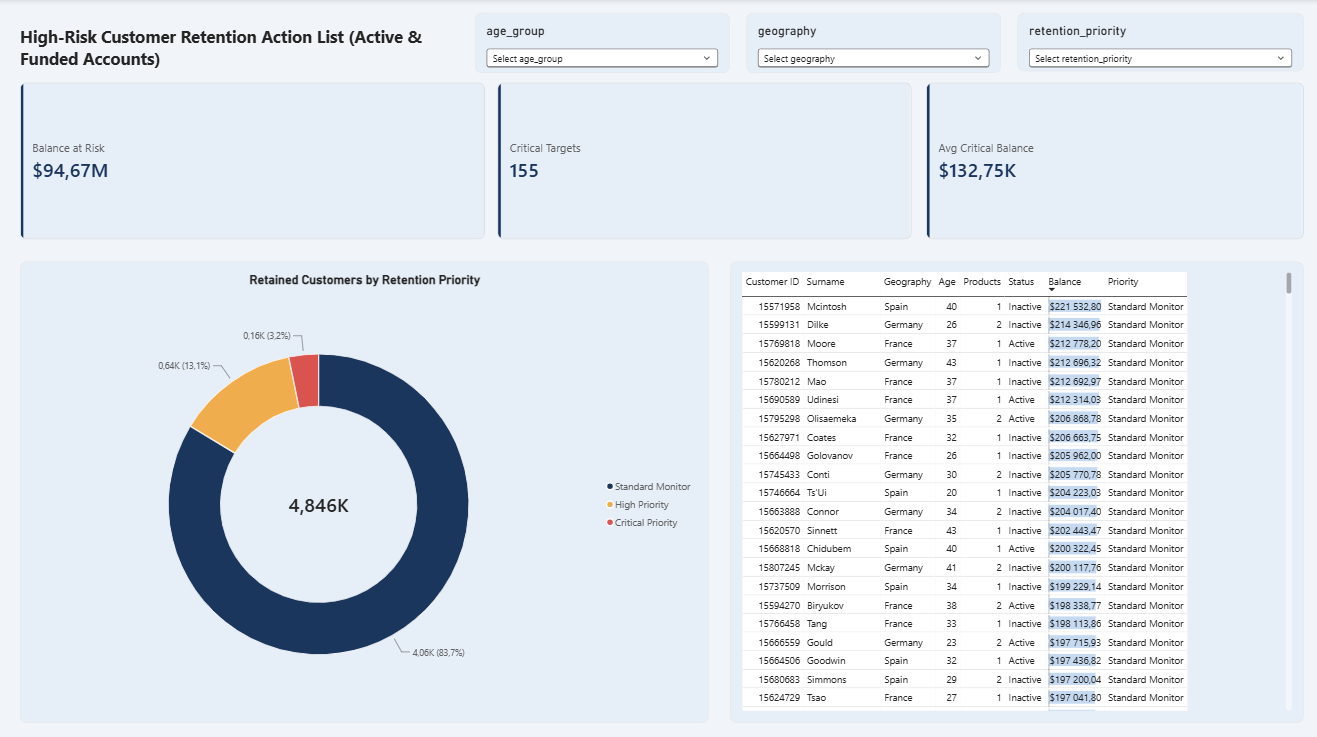 High-Risk Customer Retention Action List (Active &
Funded Accounts)
age_group
Select age_group
geography
Select geography
retention_priority
Select retention_priority
Balance at Risk
$94,67M
Critical Targets
155
Avg Critical Balance
$132,75K
Retained Customers by Retention Priority
0,16K (3,2%)
0,64K (13,1%)
4,846K
4,06K (83,7%)
Standard Monitor
High Priority
Critical Priority
Customer ID Surname Geography Age Products Status Balance Priority
15571958 Mcintosh Spain 40 1 Inactive $221 532,80 Standard Monitor
15599131 Dilke Germany 26 2 Inactive $214 346,96 Standard Monitor
15769818 Moore France 37 1 Active $212 778,20 Standard Monitor
15620268 Thomson Germany 43 1 Inactive $212 696,32 Standard Monitor
15780212 Mao France 37 1 Inactive $212 692,97 Standard Monitor
15690589 Udinesi France 37 1 Active $212 314,03 Standard Monitor
15795298 Olisaemeka Germany 35 2 Active $206 868,78 Standard Monitor
15627971 Coates France 32 1 Inactive $206 663,75 Standard Monitor
15664498 Golovanov France 26 1 Inactive $205 962,00 Standard Monitor
15745433 Conti Germany 30 2 Inactive $205 770,78 Standard Monitor
15746664 Ts'Ui Spain 20 1 Inactive $204 223,03 Standard Monitor
15663888 Connor Germany 34 2 Inactive $204 017,40 Standard Monitor
15620570 Sinnett France 43 1 Inactive $202 443,47 Standard Monitor
15668818 Chidubem Spain 40 1 Active $200 322,45 Standard Monitor
15807245 Mckay Germany 41 2 Inactive $200 117,76 Standard Monitor
15737509 Morrison Spain 34 1 Inactive $199 229,14 Standard Monitor
15594270 Biryukov France 38 2 Active $198 338,77 Standard Monitor
15766458 Tang France 33 1 Inactive $198 113,86 Standard Monitor
15666559 Gould Germany 23 2 Active $197 715,93 Standard Monitor
15664506 Goodwin Spain 32 1 Active $197 436,82 Standard Monitor
15680683 Simmons Spain 29 2 Inactive $197 200,04 Standard Monitor
15624729 Tsao France 27 1 Inactive $197 041,80 Standard Monitor